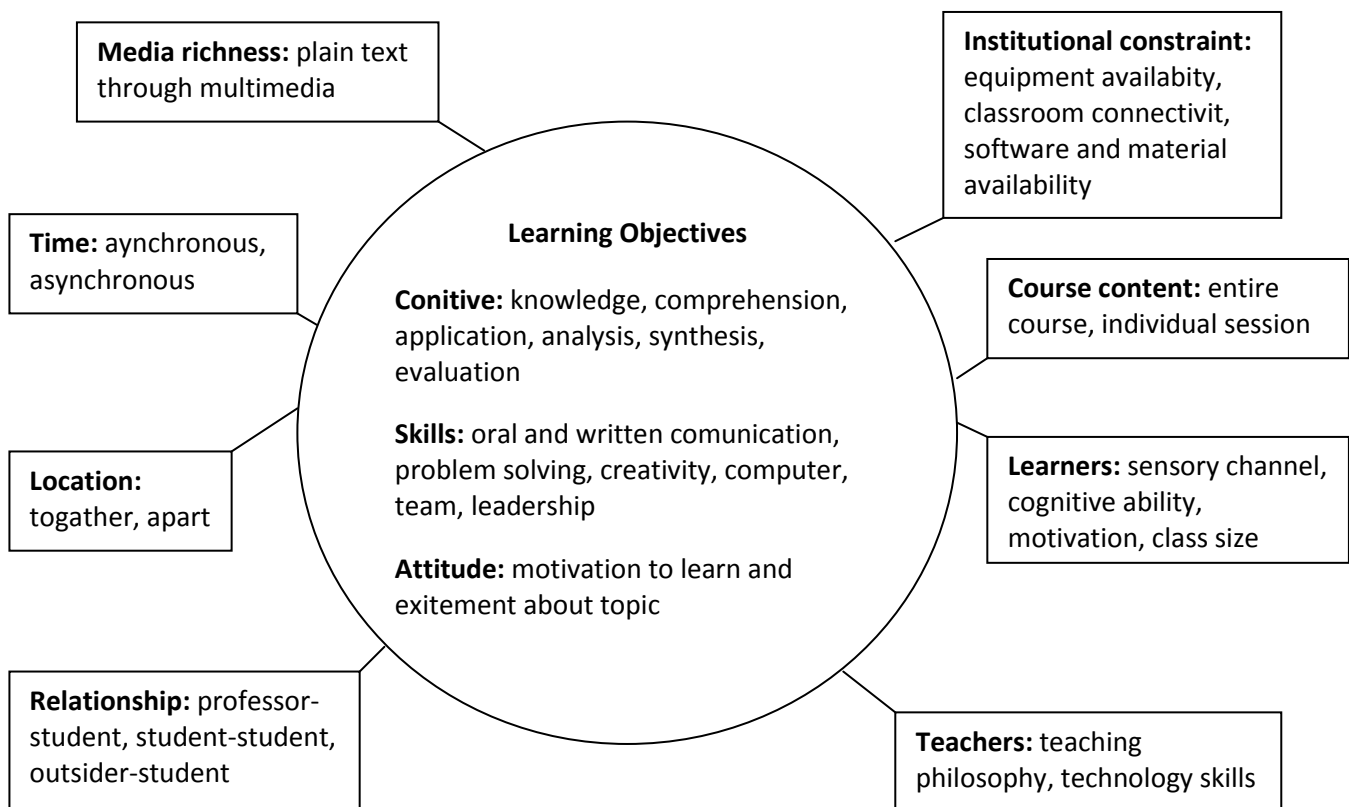 Media richness: plain text
through multimedia
Institutional constraint:
equipment availabity,
classroom connectivit,
software and material
availability
Time: aynchronous,
asynchronous
Learning Objectives
Conitive: knowledge, comprehension,
application, analysis, synthesis,
evaluation
Skills: oral and written comunication,
problem solving, creativity, computer,
team, leadership
Attitude: motivation to learn and
exitement about topic
Course content: entire
course, individual session
Location:
togather, apart
Learners: sensory channel,
cognitive ability,
motivation, class size
Relationship: professor-
student, student-student,
outsider-student
Teachers: teaching
philosophy, technology skills